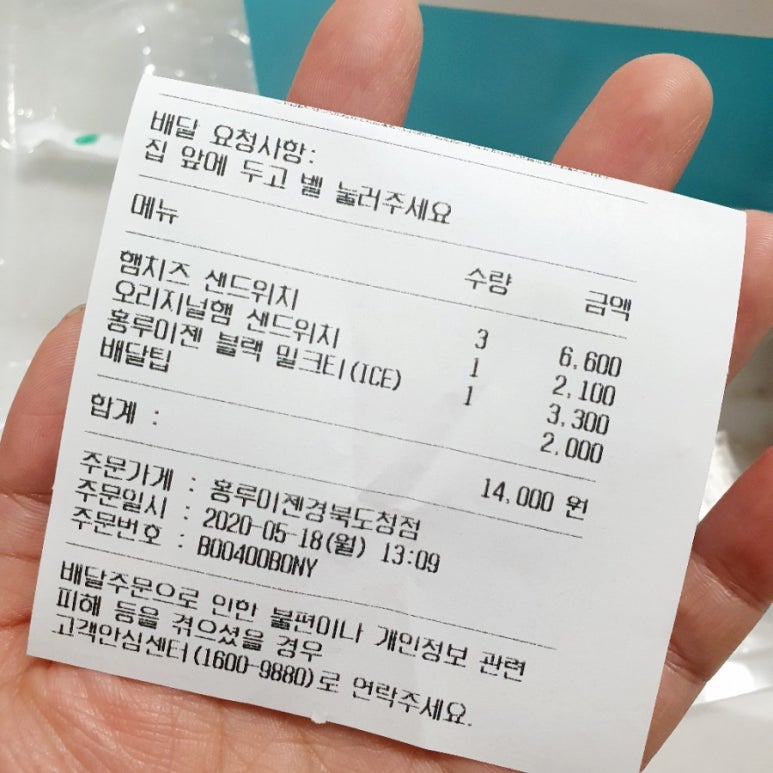 배달 요청사항:
집 앞에 두고 벨 눌러주세요
메뉴 수량 금액
햄치즈 샌드위치 3 6,600
오리지널햄 샌드위치 1 2,100
홍루이젠 블랙 밀크티(ICE) 1 3,300
배달팁 2,000
합계 : 14,000 원
주문가게 : 홍루이젠경북도청점
주문일시 : 2020-05-18(월) 13:09
주문번호 : B00400B0NY
배달주문으로 인한 불편이나 개인정보 관련
피해 등을 겪으셨을 경우
고객안심센터(1600-9880)로 연락주세요.